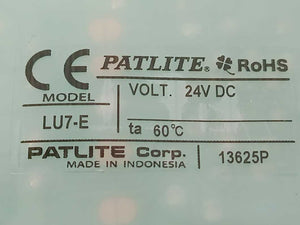 CE PATLITE® RoHS
MODEL VOLT. 24V DC
LU7-E ta 60℃
PATLITE Corp. 13625P
MADE IN INDONESIA